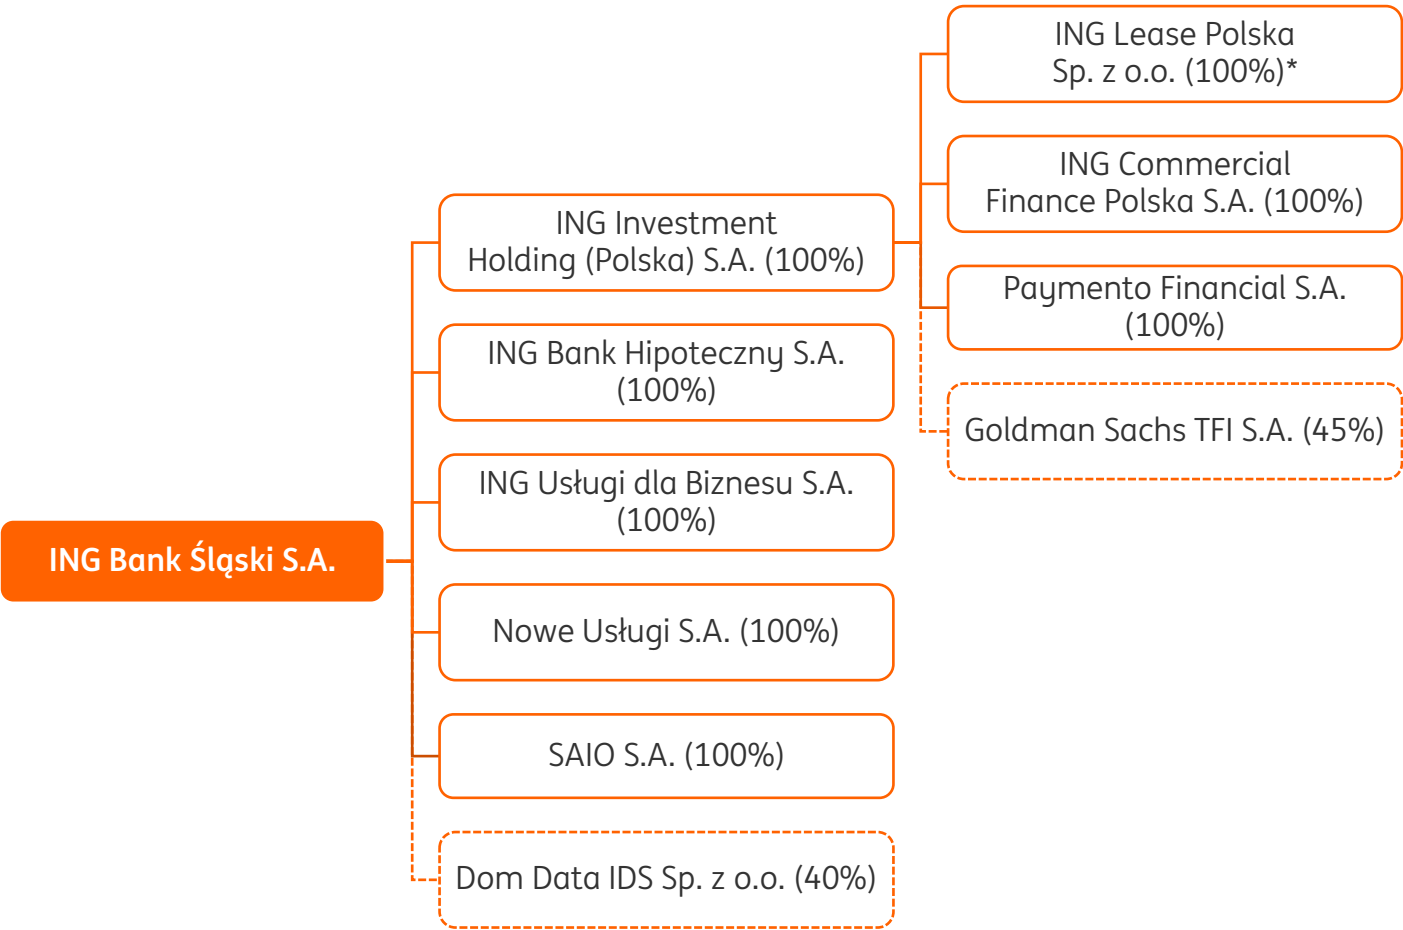 ING Bank Śląski S.A.
ING Investment
Holding (Polska) S.A. (100%)
ING Bank Hipoteczny S.A.
(100%)
ING Usługi dla Biznesu S.A.
(100%)
Nowe Usługi S.A. (100%)
SAIO S.A. (100%)
Dom Data IDS Sp. z o.o. (40%)
ING Lease Polska
Sp. z o.o. (100%)*
ING Commercial
Finance Polska S.A. (100%)
Paymento Financial S.A.
(100%)
Goldman Sachs TFI S.A. (45%)